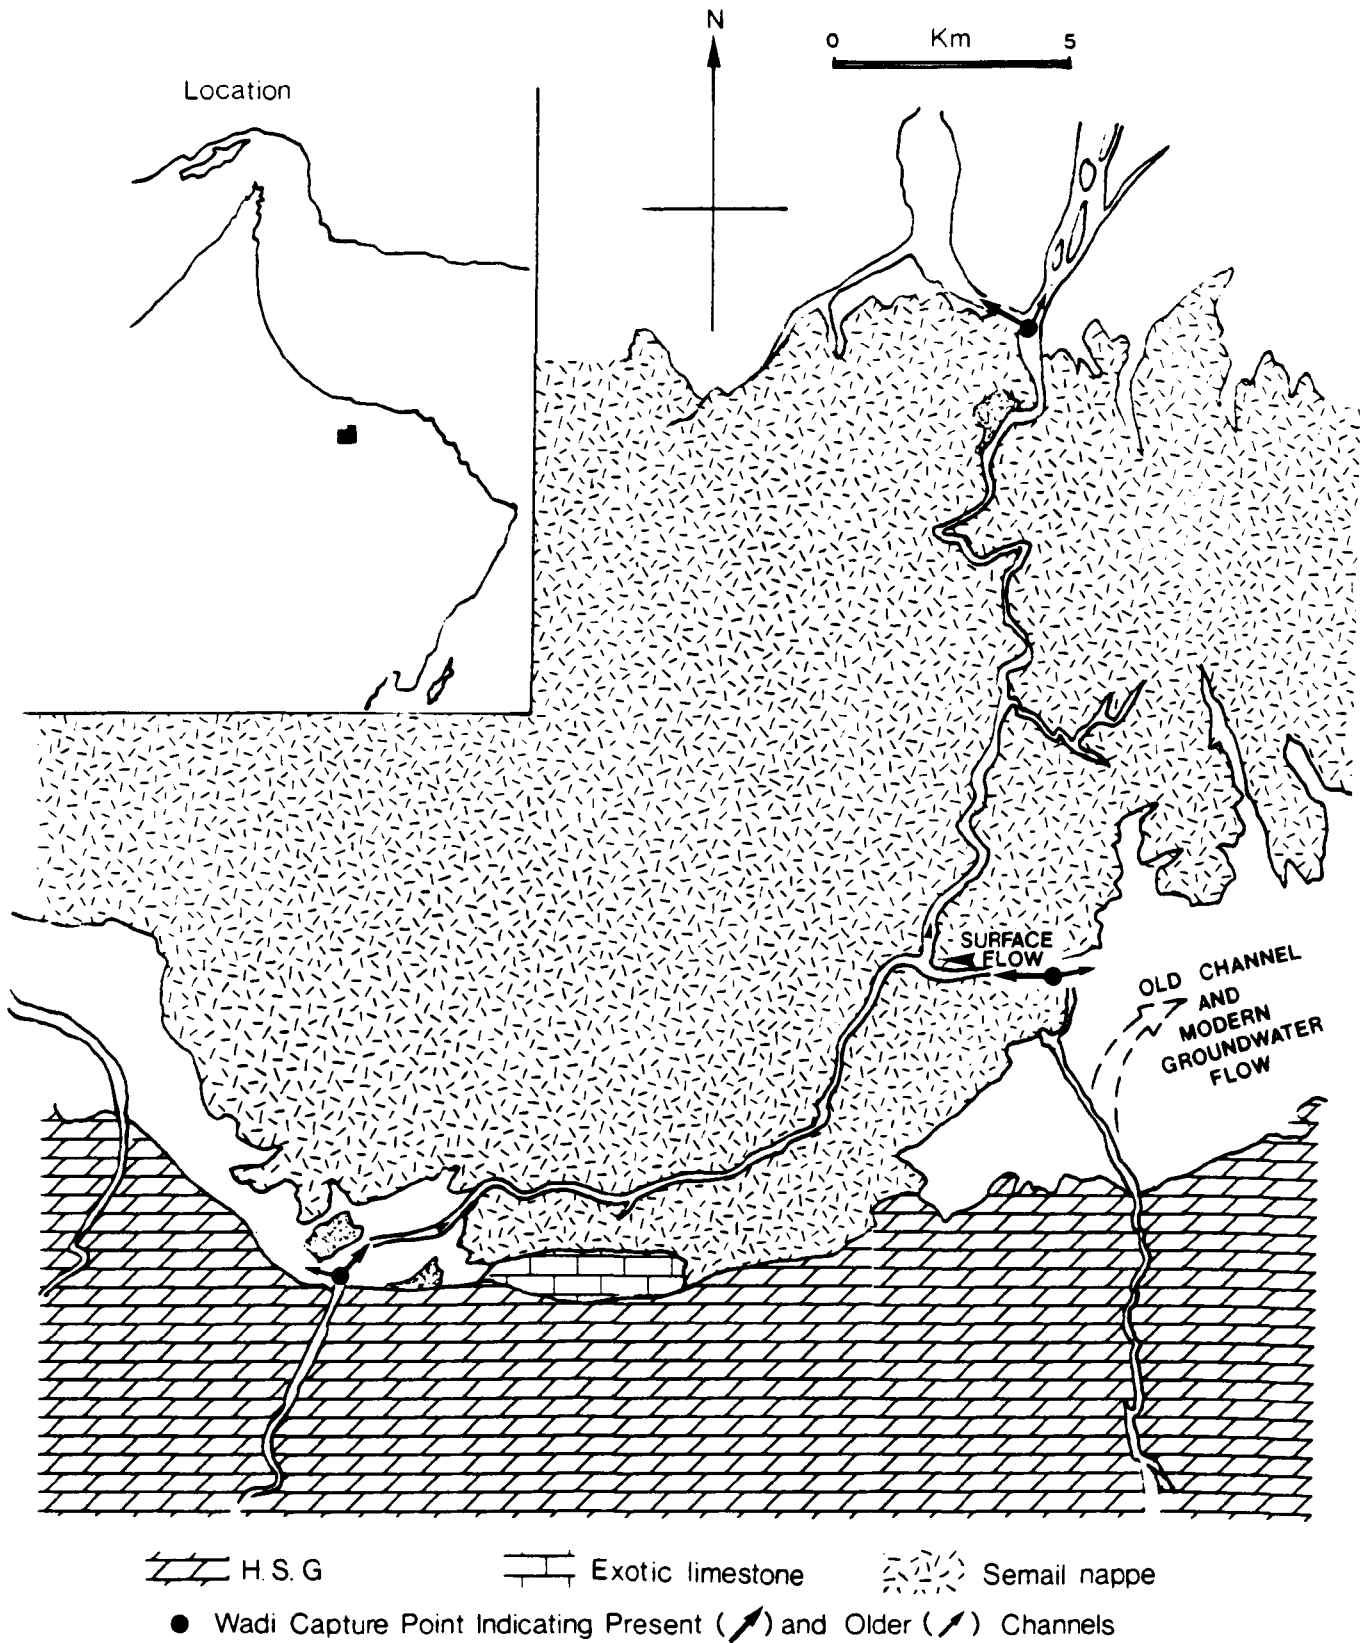 N
0 Km 5
Location
SURFACE
FLOW
OLD CHANNEL
AND
MODERN
GROUNDWATER
FLOW
H. S. G
Exotic limestone
Semail nappe
Wadi Capture Point Indicating Present ( ) and Older ( ) Channels